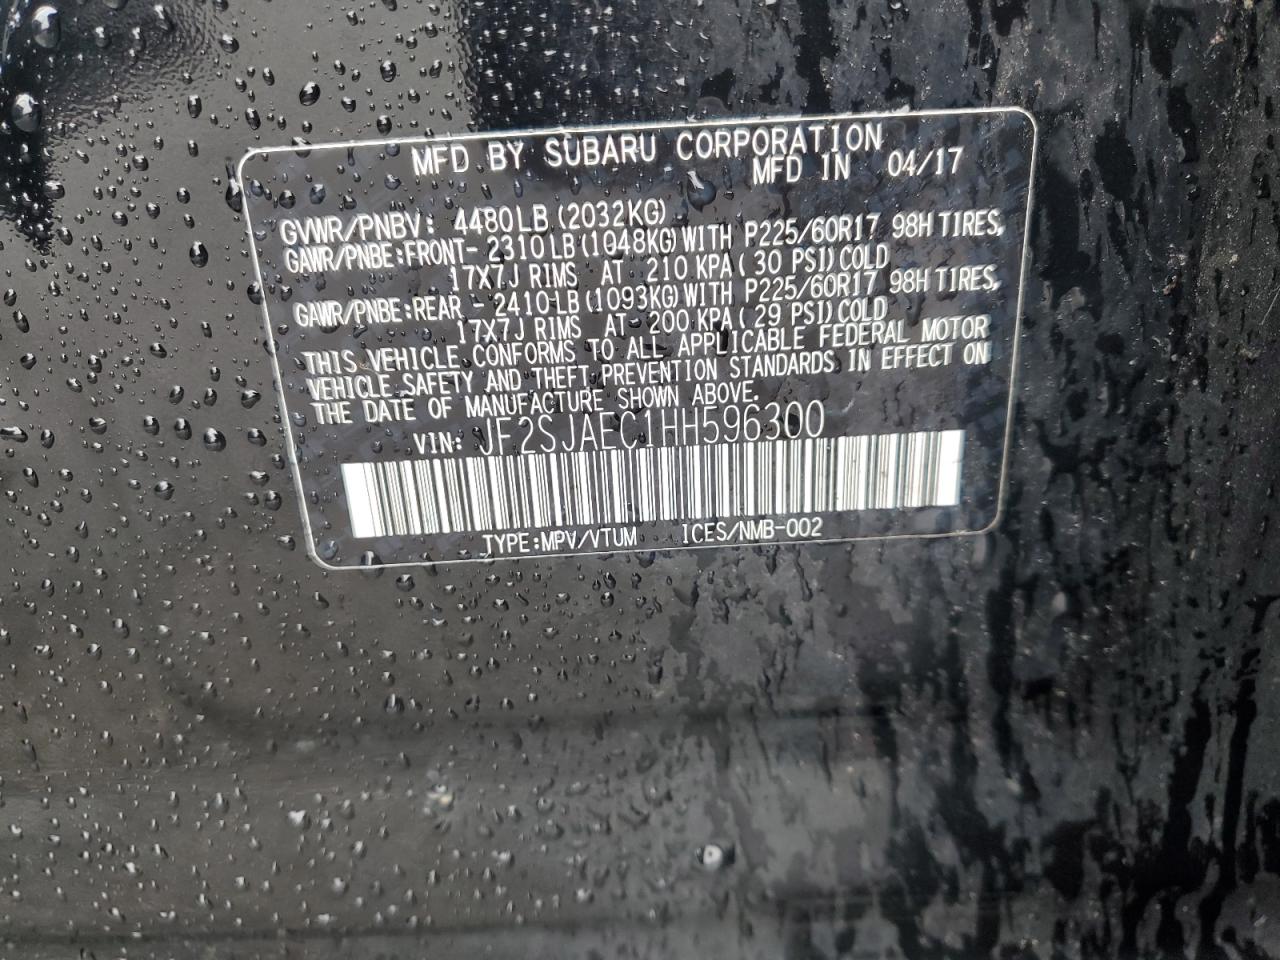 MFD BY SUBARU CORPORATION
MFD IN 04/17
GVWR/PNBV: 4480LB(2032KG)
GAWR/PNBE:FRONT- 2310LB(1048KG)WITH P225/60R17 98H TIRES,
17X7J RIMS AT 210 KPA( 30 PSI)COLD
GAWR/PNBE:REAR - 2410LB(1093KG)WITH P225/60R17 98H TIRES,
17X7J RIMS AT 200 KPA( 29 PSI)COLD
THIS VEHICLE CONFORMS TO ALL APPLICABLE FEDERAL MOTOR
VEHICLE SAFETY AND THEFT PREVENTION STANDARDS IN EFFECT ON
THE DATE OF MANUFACTURE SHOWN ABOVE.
VIN: JF2SJAEC1HH596300
TYPE:MPV/VTUM ICES/NMB-002